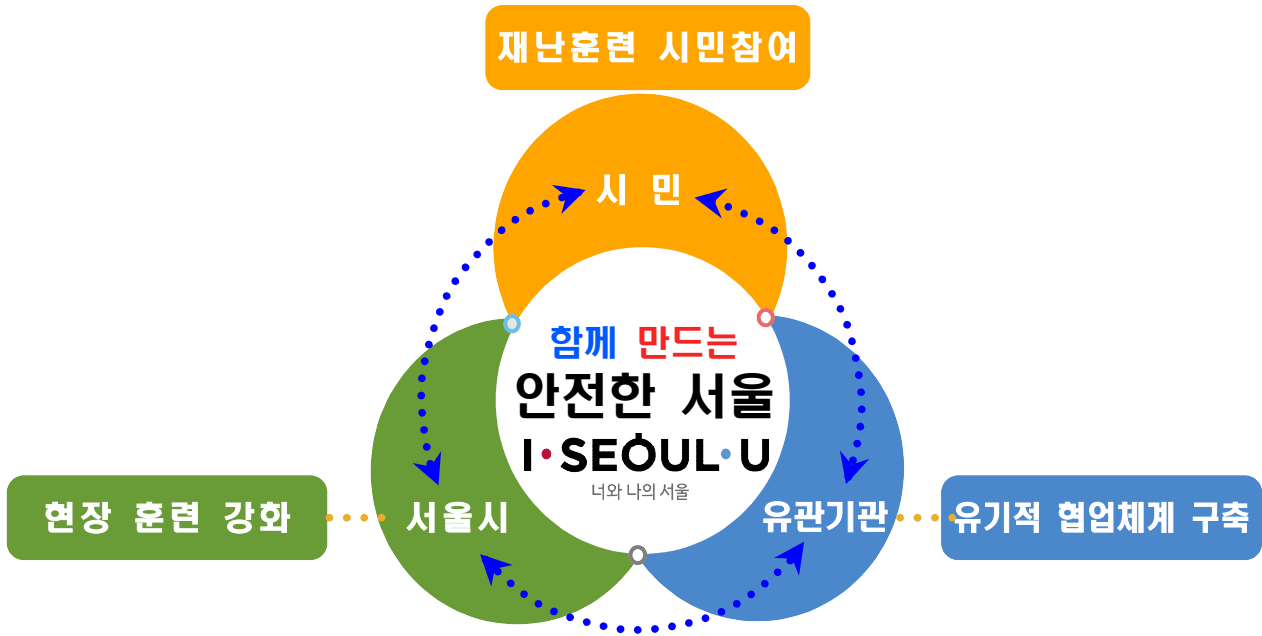 재난훈련 시민참여
시 민
함께 만드는
안전한 서울
I·SEOUL·U
너와 나의 서울
현장 훈련 강화
서울시
유관기관
유기적 협업체계 구축